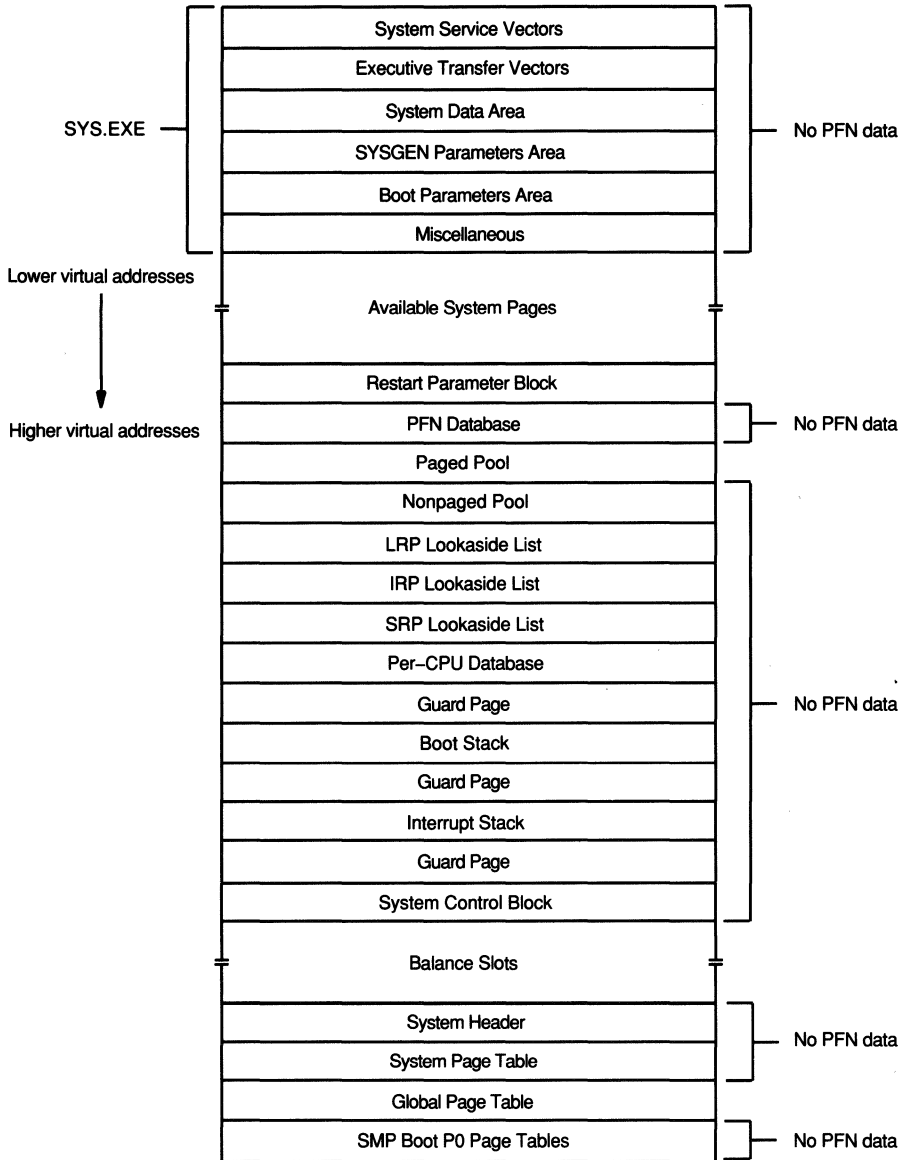 System Service Vectors
Executive Transfer Vectors
System Data Area
SYS.EXE
No PFN data
SYSGEN Parameters Area
Boot Parameters Area
Miscellaneous
Lower virtual addresses
Available System Pages
Restart Parameter Block
Higher virtual addresses
PFN Database
No PFN data
Paged Pool
Nonpaged Pool
LRP Lookaside List
IRP Lookaside List
SRP Lookaside List
Per-CPU Database
Guard Page
No PFN data
Boot Stack
Guard Page
Interrupt Stack
Guard Page
System Control Block
Balance Slots
System Header
No PFN data
System Page Table
Global Page Table
SMP Boot P0 Page Tables
No PFN data